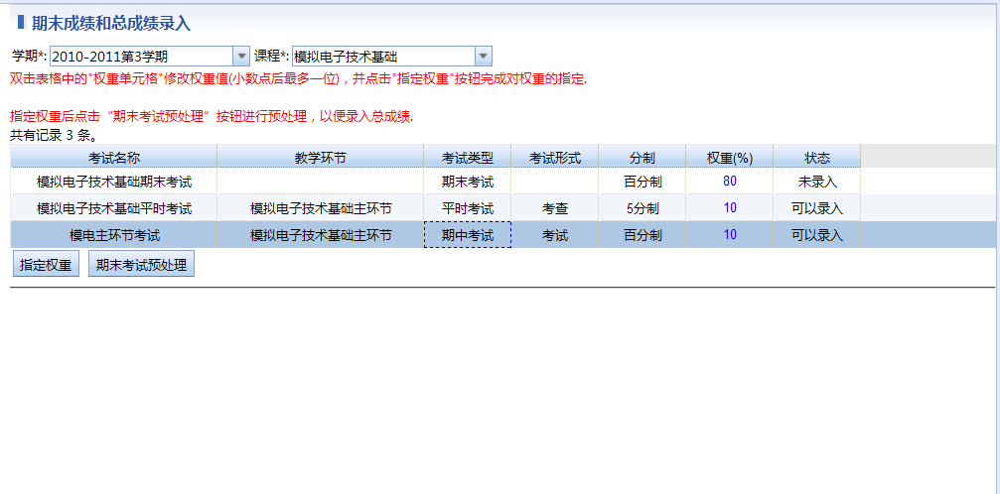 期末成绩和总成绩录入
学期*: 2010-2011第3学期 课程*: 模拟电子技术基础
双击表格中的"权重单元格"修改权重值(小数点后最多一位)，并点击"指定权重"按钮完成对权重的指定.
指定权重后点击“期末考试预处理”按钮进行预处理，以便录入总成绩.
共有记录 3 条。
考试名称 教学环节 考试类型 考试形式 分制 权重(%) 状态
模拟电子技术基础期末考试 期末考试 百分制 80 未录入
模拟电子技术基础平时考试 模拟电子技术基础主环节 平时考试 考查 5分制 10 可以录入
模电主环节考试 模拟电子技术基础主环节 期中考试 考试 百分制 10 可以录入
指定权重 期末考试预处理